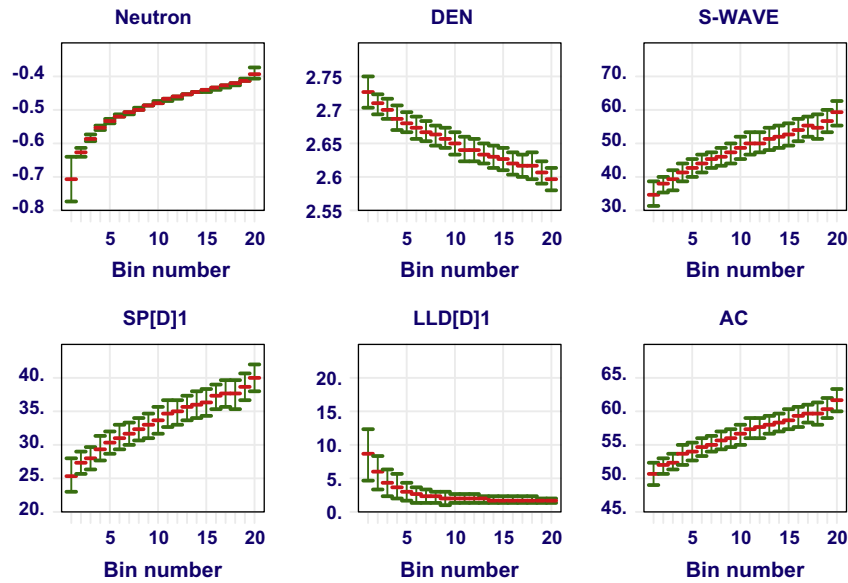 Neutron
DEN
S-WAVE
-0.4
-0.5
-0.6
-0.7
-0.8
5 10 15 20
Bin number
2.75
2.7
2.65
2.6
2.55
5 10 15 20
Bin number
70.
60.
50.
40.
30.
5 10 15 20
Bin number
SP[D]1
LLD[D]1
AC
40.
35.
30.
25.
20.
5 10 15 20
Bin number
20.
15.
10.
5.
0.
5 10 15 20
Bin number
65.
60.
55.
50.
45.
5 10 15 20
Bin number